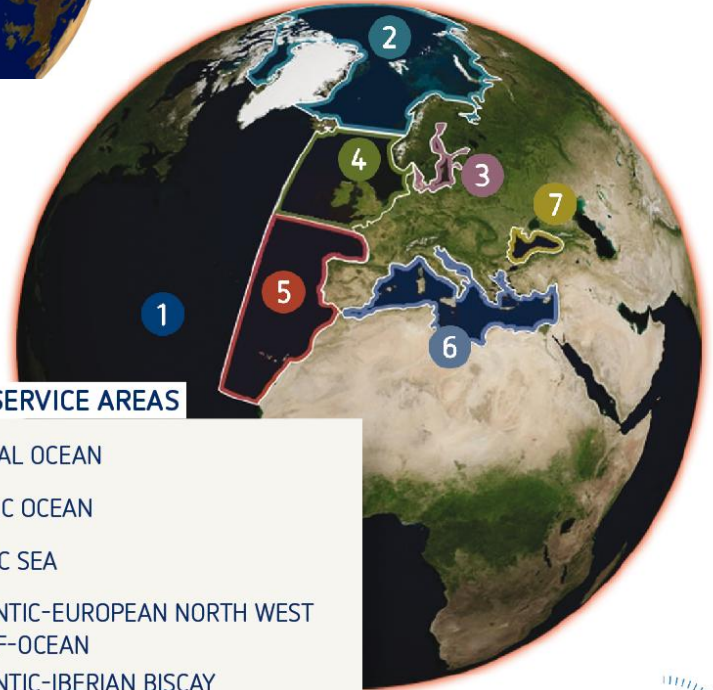 2
4
3
7
5
1
6
SERVICE AREAS
AL OCEAN
C OCEAN
C SEA
NTIC-EUROPEAN NORTH WEST
F-OCEAN
NTIC-IBERIAN BISCAY